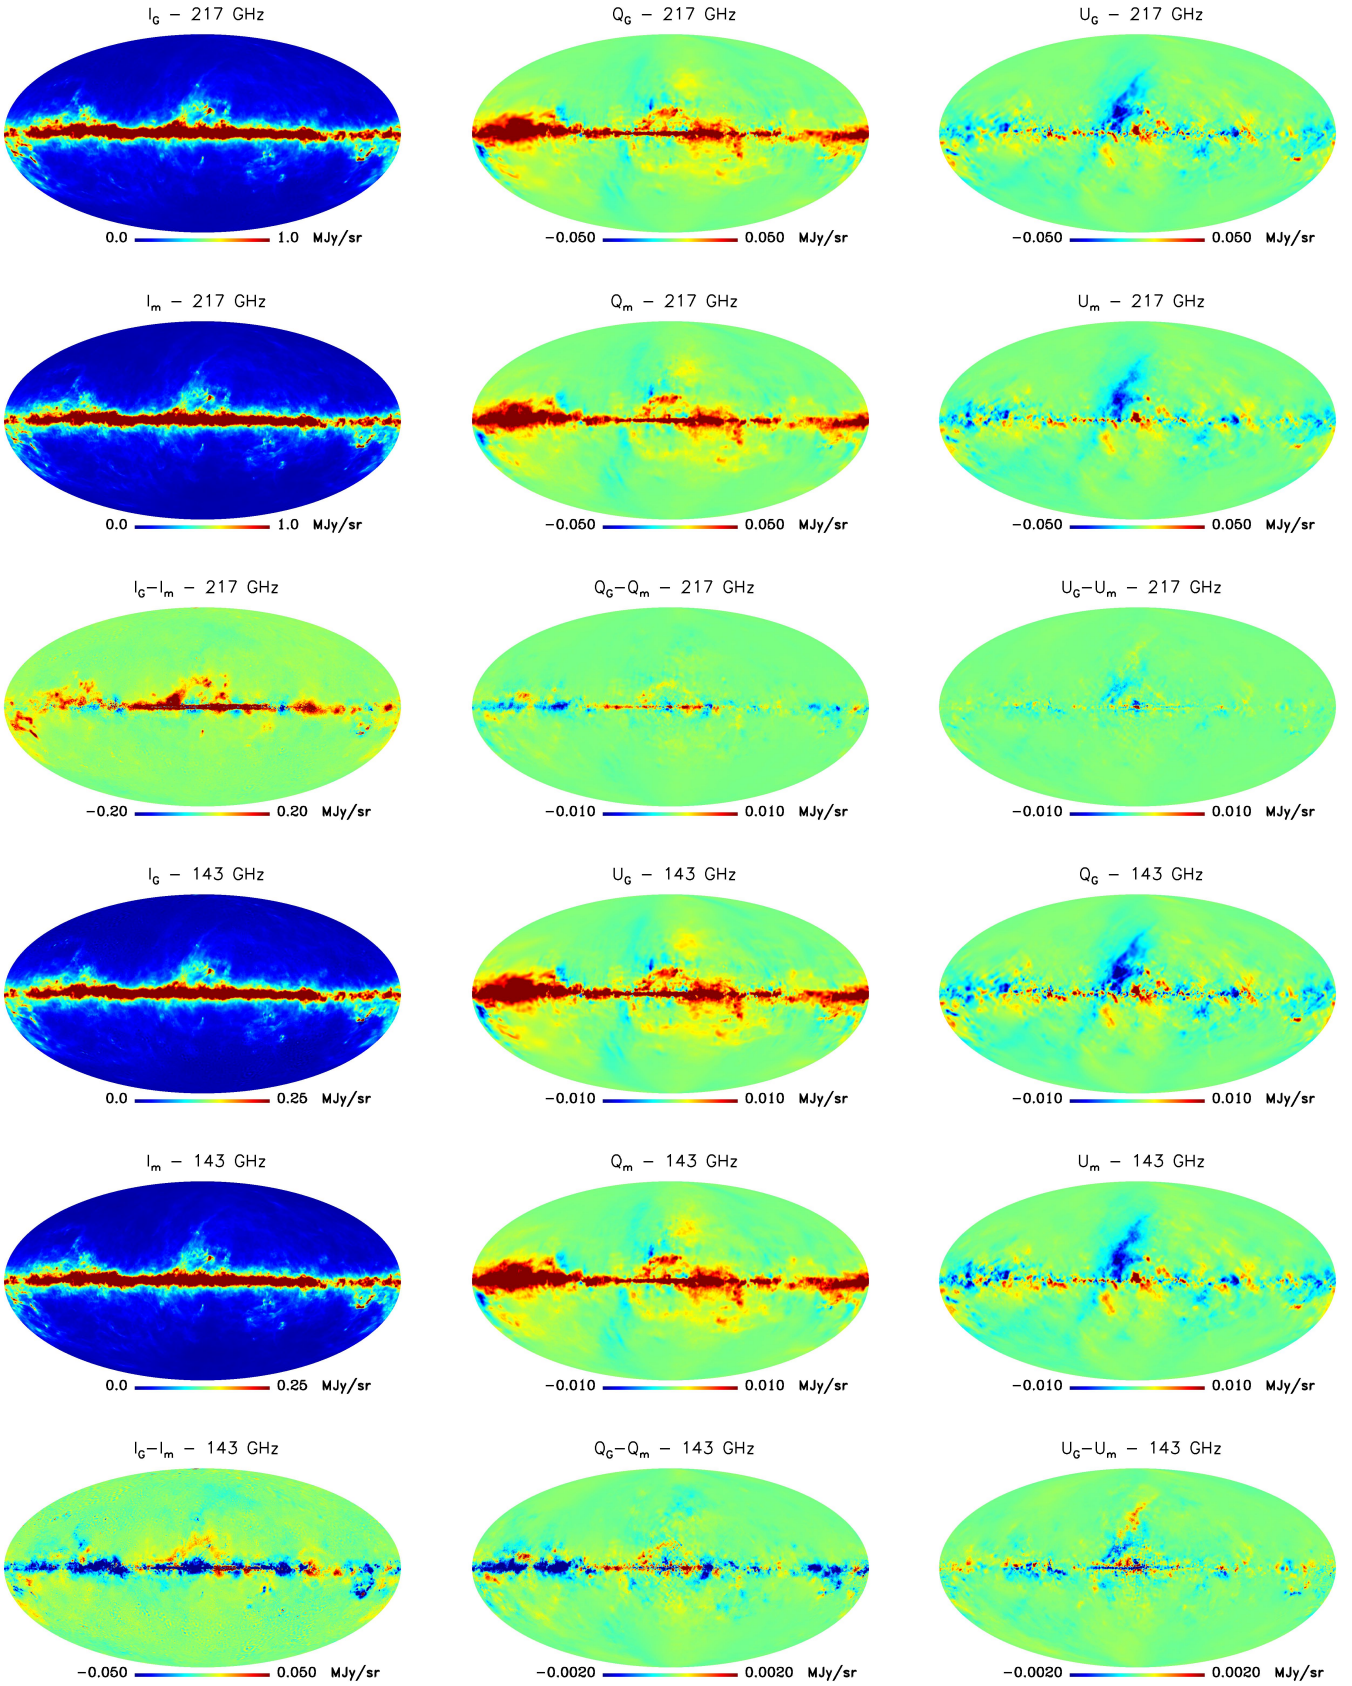 I_G − 217 GHz Q_G − 217 GHz U_G − 217 GHz
0.0 1.0 MJy/sr −0.050 0.050 MJy/sr −0.050 0.050 MJy/sr
I_m − 217 GHz Q_m − 217 GHz U_m − 217 GHz
0.0 1.0 MJy/sr −0.050 0.050 MJy/sr −0.050 0.050 MJy/sr
I_G−I_m − 217 GHz Q_G−Q_m − 217 GHz U_G−U_m − 217 GHz
−0.20 0.20 MJy/sr −0.010 0.010 MJy/sr −0.010 0.010 MJy/sr
I_G − 143 GHz U_G − 143 GHz Q_G − 143 GHz
0.0 0.25 MJy/sr −0.010 0.010 MJy/sr −0.010 0.010 MJy/sr
I_m − 143 GHz Q_m − 143 GHz U_m − 143 GHz
0.0 0.25 MJy/sr −0.010 0.010 MJy/sr −0.010 0.010 MJy/sr
I_G−I_m − 143 GHz Q_G−Q_m − 143 GHz U_G−U_m − 143 GHz
−0.050 0.050 MJy/sr −0.0020 0.0020 MJy/sr −0.0020 0.0020 MJy/sr